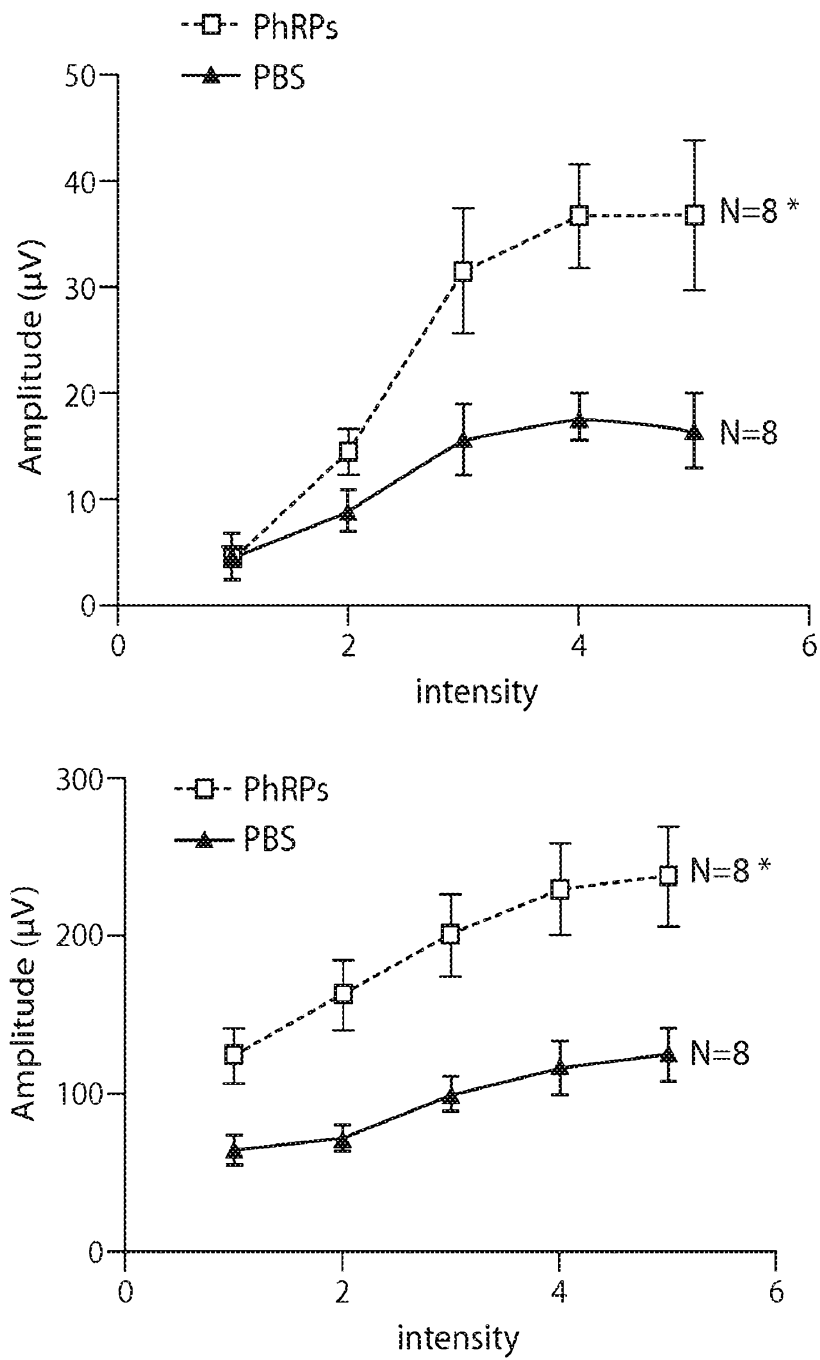 PhRPs
PBS
50
40
30
20
10
0
Amplitude (µV)
N=8 *
N=8
0 2 4 6
intensity
PhRPs
PBS
300
200
100
0
Amplitude (µV)
N=8 *
N=8
0 2 4 6
intensity